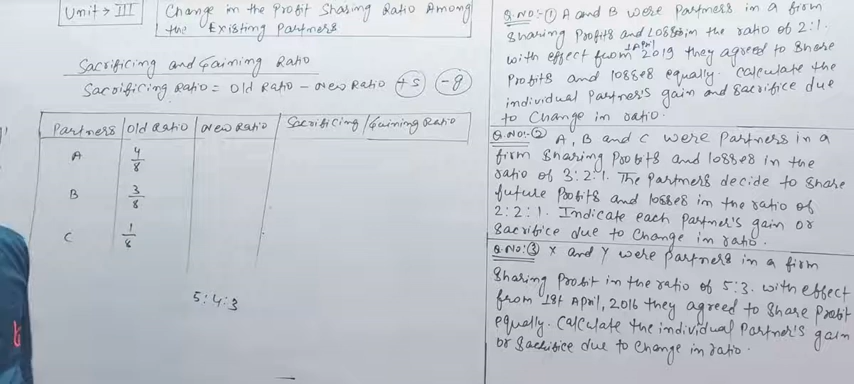 Unit → III
Change in the Profit Sharing Ratio Among
the Existing Partners
Sacrificing and Gaining Ratio
Sacrificing Ratio = Old Ratio - New Ratio +s -g
Partners Old Ratio New Ratio Sacrificing/Gaining Ratio
A 4/8
B 3/8
C 1/8
5:4:3
Q.No:-① A and B were Partners in a firm
Sharing Profits and Losses in the ratio of 2:1.
with effect from 1 April 2019 they agreed to share
Profits and losses equally. Calculate the
individual Partner's gain and Sacrifice due
to Change in ratio.
Q.No:-② A, B and C were Partners in a
firm Sharing Profits and losses in the
ratio of 3:2:1. The Partners decide to Share
future Profits and losses in the ratio of
2:2:1. Indicate each Partner's gain or
Sacrifice due to Change in ratio.
Q.No:③ X and Y were Partners in a firm
Sharing Profit in the ratio of 5:3. with effect
from 1st April, 2016 they agreed to Share Profit
equally. Calculate the individual Partner's gain
or Sacrifice due to Change in ratio.